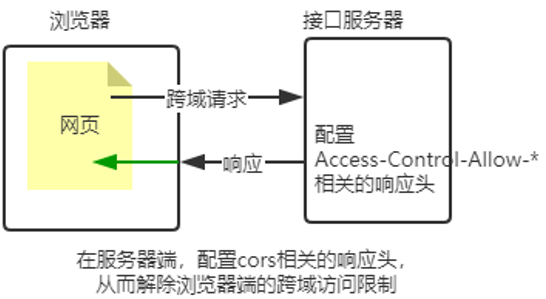 浏览器
接口服务器
网页
跨域请求
响应
配置
Access-Control-Allow-*
相关的响应头
在服务器端，配置cors相关的响应头，
从而解除浏览器端的跨域访问限制